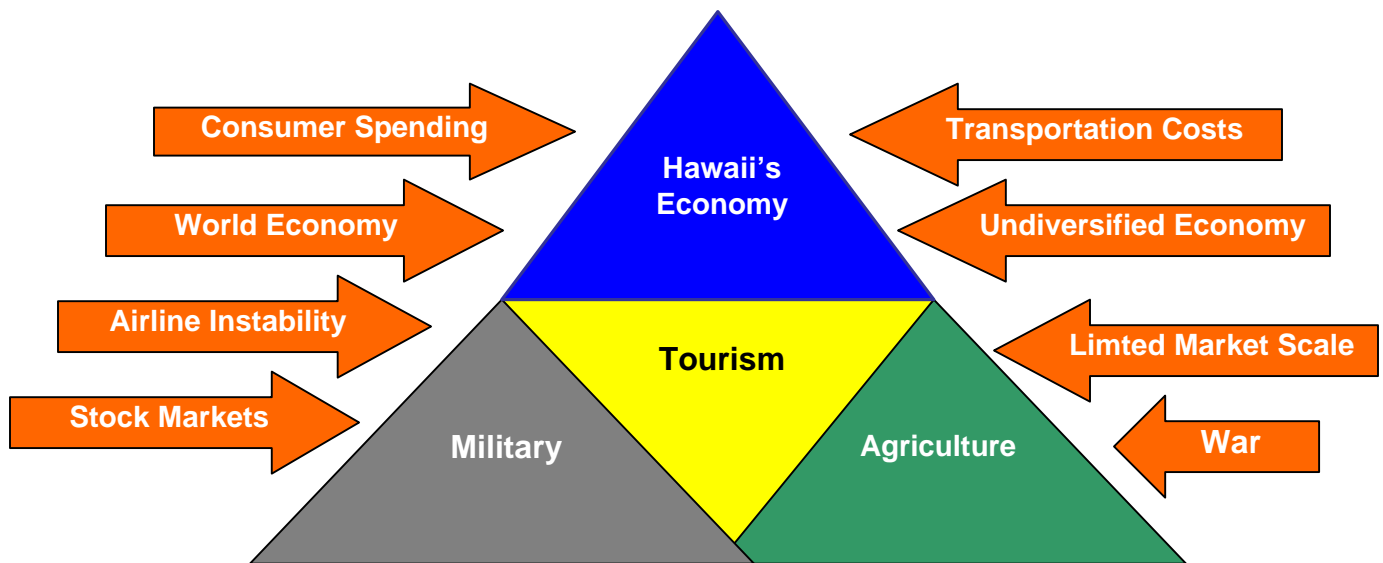 Consumer Spending
Transportation Costs
Hawaii’s
Economy
World Economy
Undiversified Economy
Airline Instability
Limted Market Scale
Tourism
Stock Markets
Military
Agriculture
War